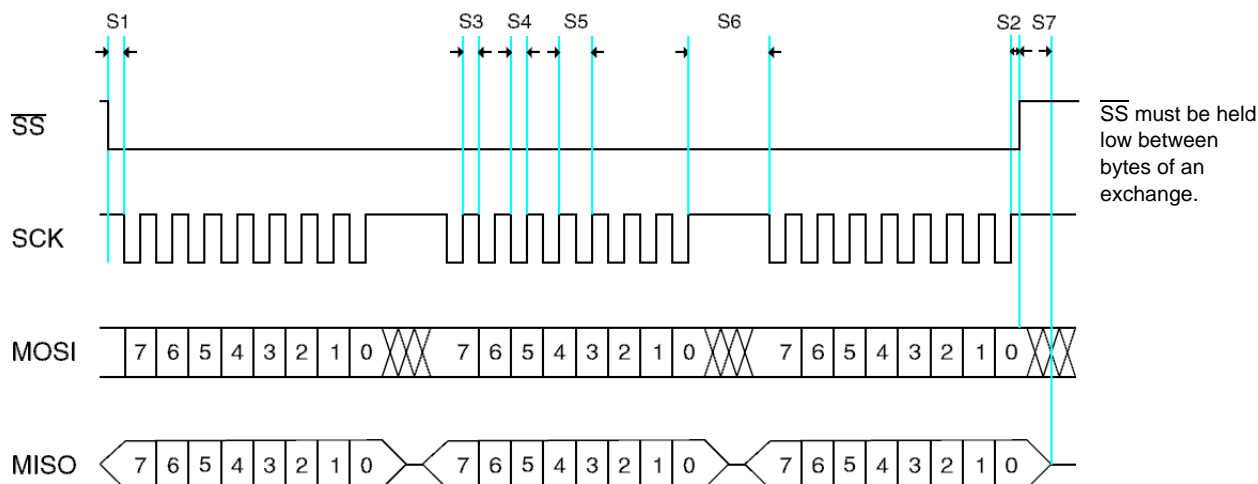 S1 S3 S4 S5 S6 S2 S7
S̅S̅
S̅S̅ must be held
low between
bytes of an
exchange.
SCK
MOSI 7 6 5 4 3 2 1 0 7 6 5 4 3 2 1 0 7 6 5 4 3 2 1 0
MISO 7 6 5 4 3 2 1 0 7 6 5 4 3 2 1 0 7 6 5 4 3 2 1 0